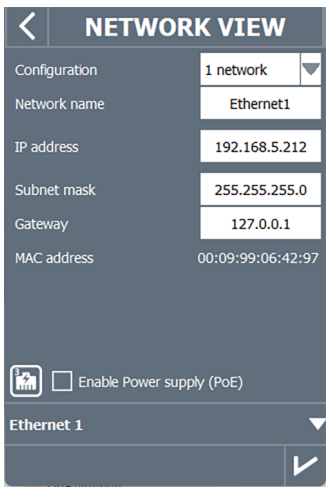 NETWORK VIEW
Configuration 1 network
Network name Ethernet1
IP address 192.168.5.212
Subnet mask 255.255.255.0
Gateway 127.0.0.1
MAC address 00:09:99:06:42:97
3
Enable Power supply (PoE)
Ethernet 1